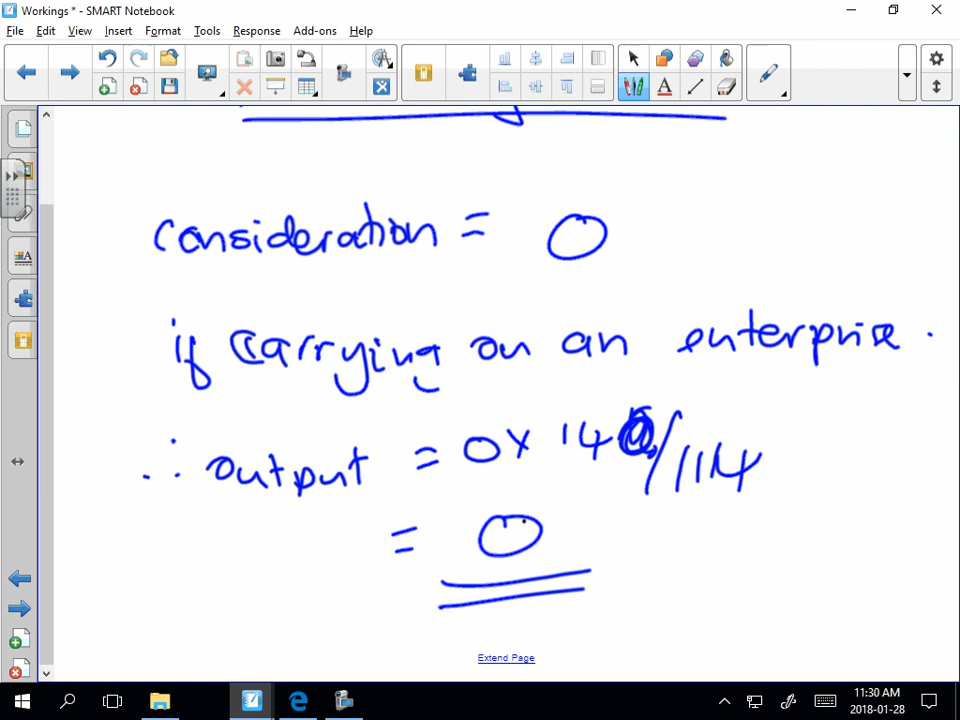 Workings * - SMART Notebook
File Edit View Insert Format Tools Response Add-ons Help
consideration = 0
if carrying on an enterprise.
∴ output = 0 x 14 /114
= 0
Extend Page
11:30 AM
2018-01-28